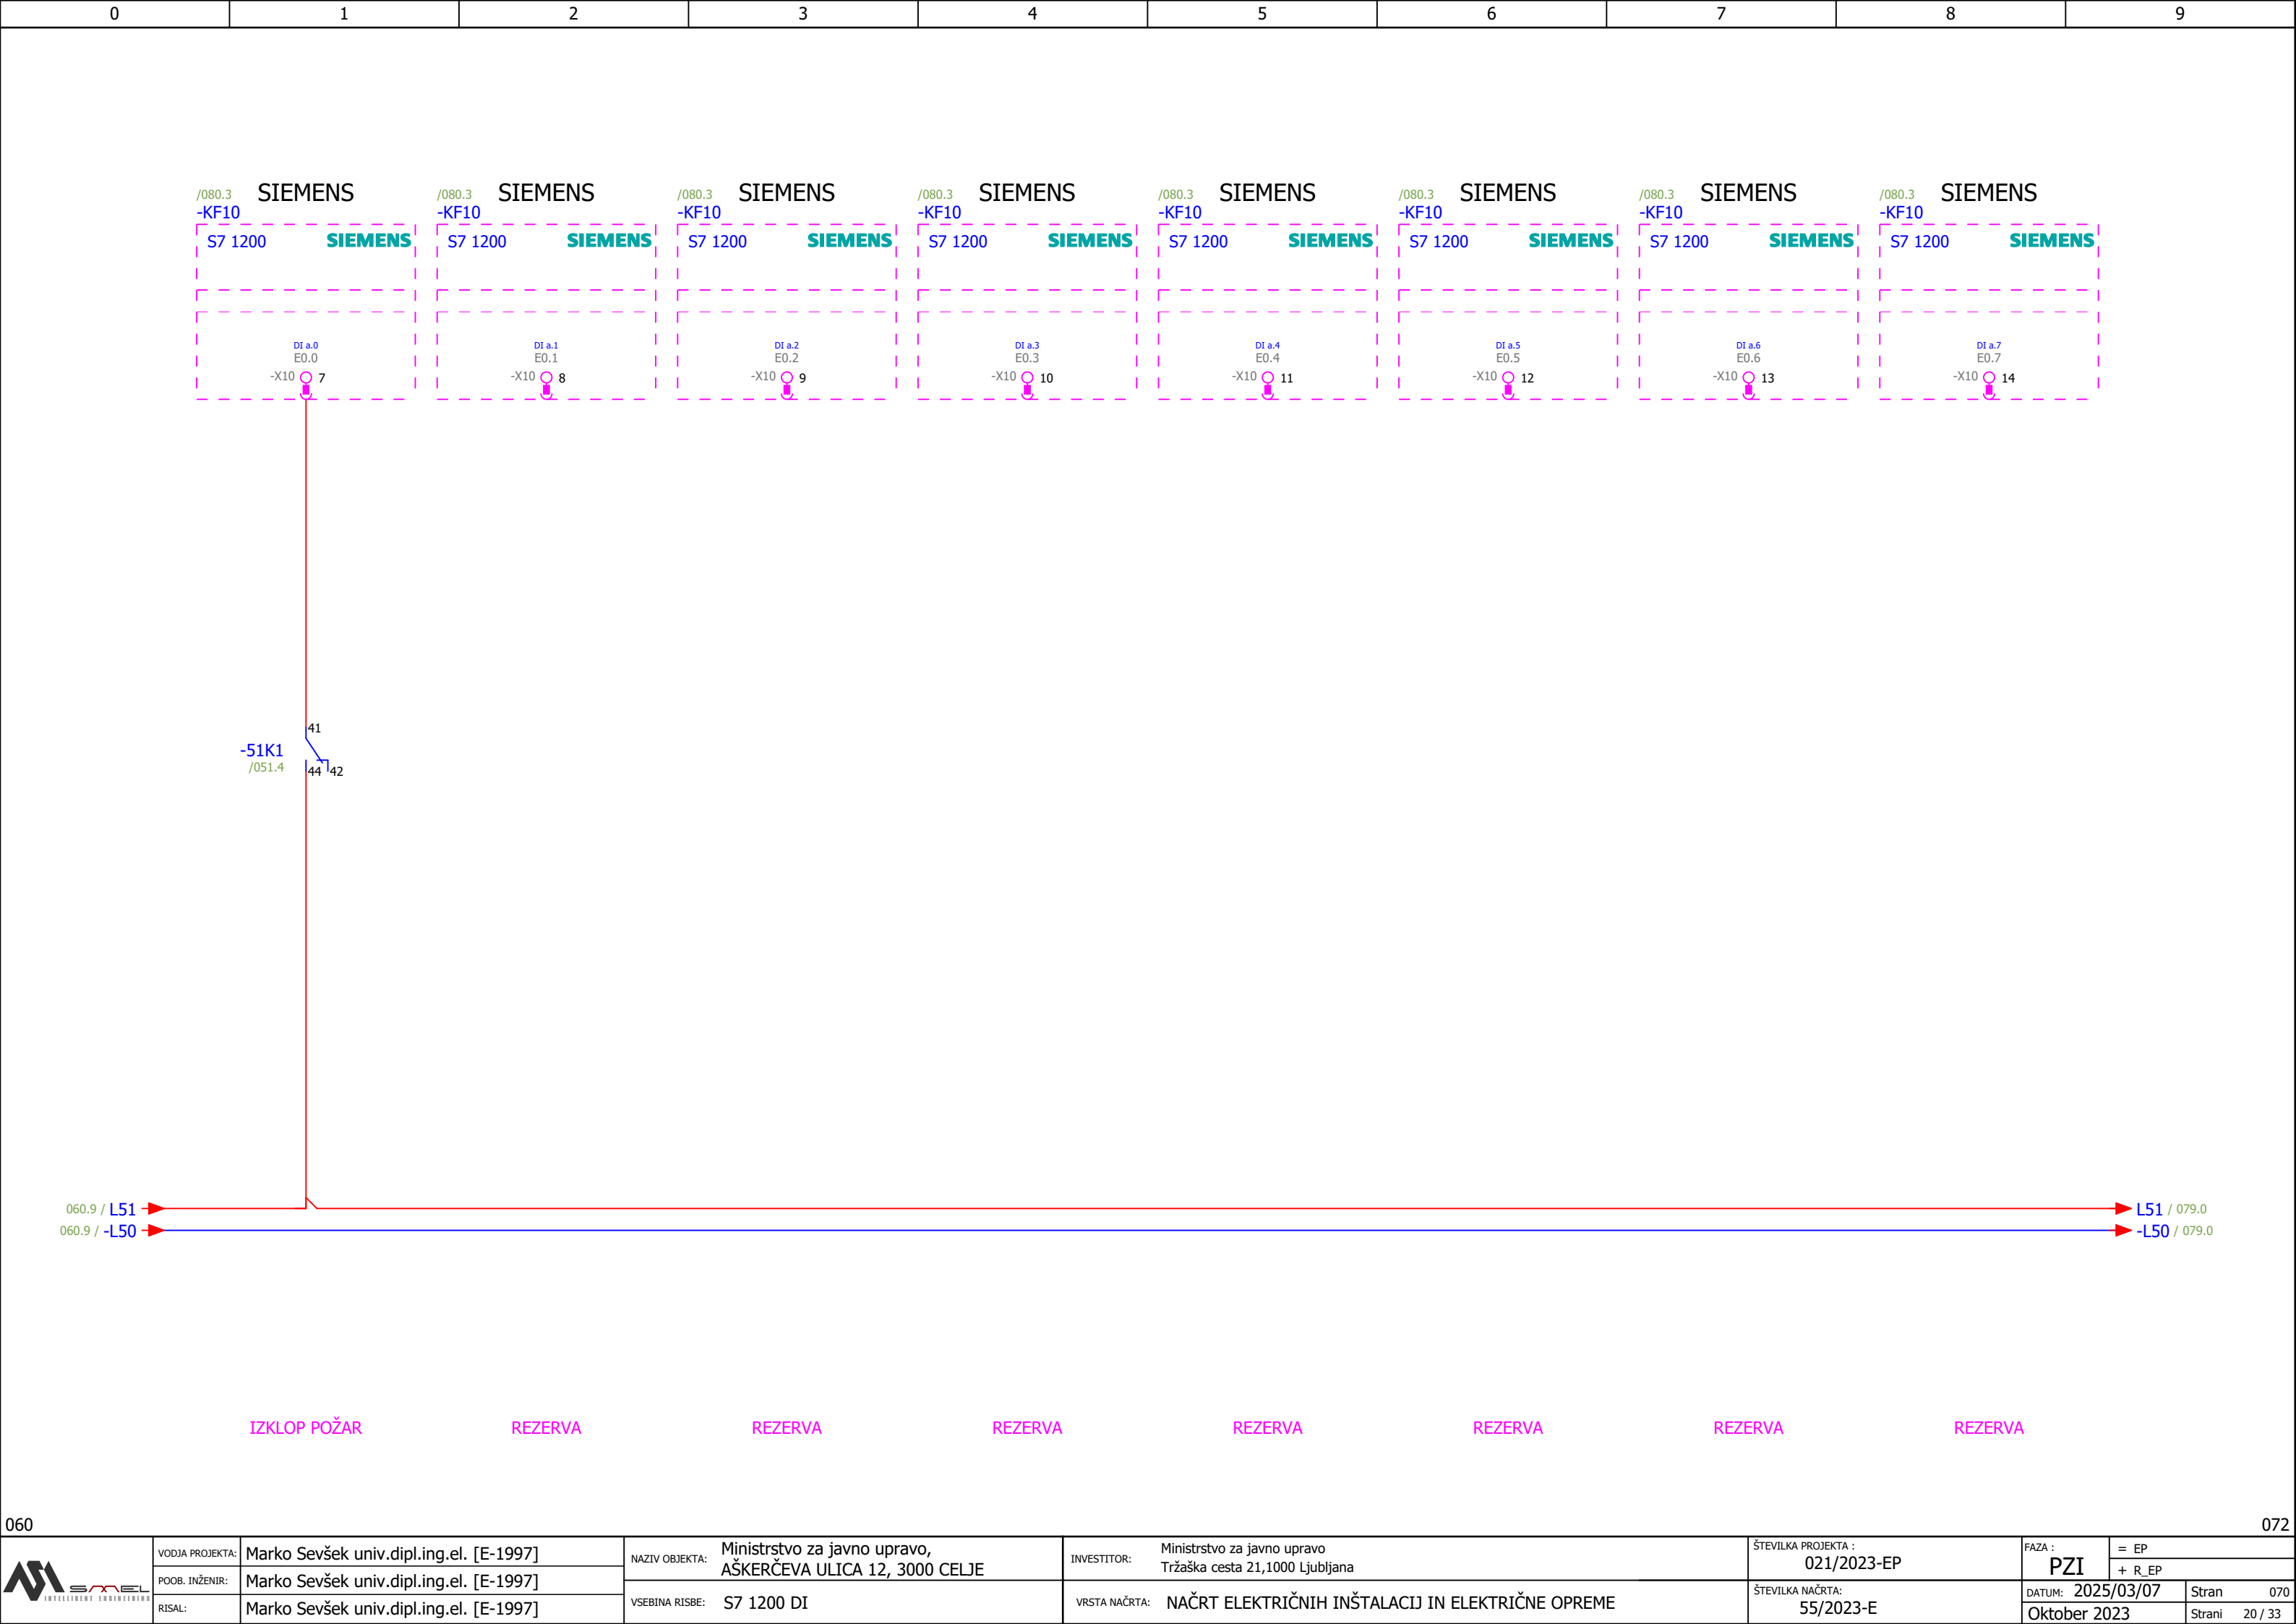 0 1 2 3 4 5 6 7 8 9
/080.3 SIEMENS /080.3 SIEMENS /080.3 SIEMENS /080.3 SIEMENS /080.3 SIEMENS /080.3 SIEMENS /080.3 SIEMENS /080.3 SIEMENS
-KF10 -KF10 -KF10 -KF10 -KF10 -KF10 -KF10 -KF10
S7 1200 SIEMENS S7 1200 SIEMENS S7 1200 SIEMENS S7 1200 SIEMENS S7 1200 SIEMENS S7 1200 SIEMENS S7 1200 SIEMENS S7 1200 SIEMENS
DI a.0 DI a.1 DI a.2 DI a.3 DI a.4 DI a.5 DI a.6 DI a.7
E0.0 E0.1 E0.2 E0.3 E0.4 E0.5 E0.6 E0.7
-X10 7 -X10 8 -X10 9 -X10 10 -X10 11 -X10 12 -X10 13 -X10 14
41
-51K1
/051.4 44 42
060.9 / L51 L51 / 079.0
060.9 / -L50 -L50 / 079.0
IZKLOP POŽAR REZERVA REZERVA REZERVA REZERVA REZERVA REZERVA REZERVA
060 072
SMEL
INTELLIGENT ENGINEERING
VODJA PROJEKTA: Marko Sevšek univ.dipl.ing.el. [E-1997]
POOB. INŽENIR: Marko Sevšek univ.dipl.ing.el. [E-1997]
RISAL: Marko Sevšek univ.dipl.ing.el. [E-1997]
NAZIV OBJEKTA: Ministrstvo za javno upravo,
AŠKERČEVA ULICA 12, 3000 CELJE
VSEBINA RISBE: S7 1200 DI
INVESTITOR: Ministrstvo za javno upravo
Tržaška cesta 21,1000 Ljubljana
VRSTA NAČRTA: NAČRT ELEKTRIČNIH INŠTALACIJ IN ELEKTRIČNE OPREME
ŠTEVILKA PROJEKTA :
021/2023-EP
ŠTEVILKA NAČRTA:
55/2023-E
FAZA :
PZI
= EP
+ R_EP
DATUM: 2025/03/07 Stran 070
Oktober 2023 Strani 20 / 33